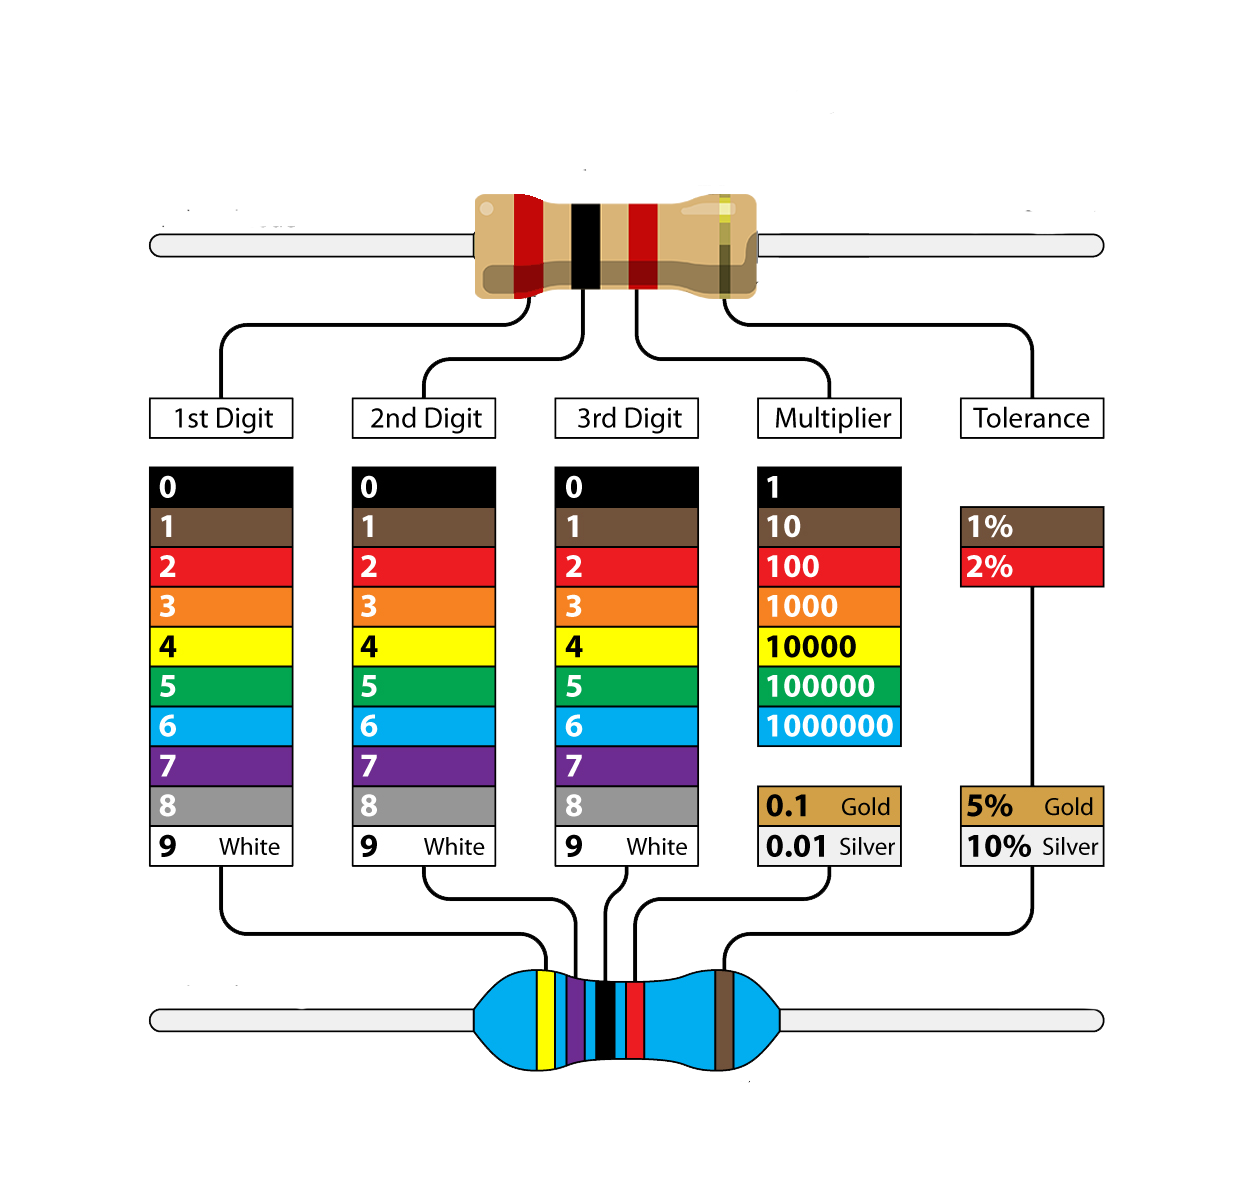 1st Digit
2nd Digit
3rd Digit
Multiplier
Tolerance
0 0 0 1
1 1 1 10 1%
2 2 2 100 2%
3 3 3 1000
4 4 4 10000
5 5 5 100000
6 6 6 1000000
7 7 7
8 8 8 0.1 Gold 5% Gold
9 White 9 White 9 White 0.01 Silver 10% Silver